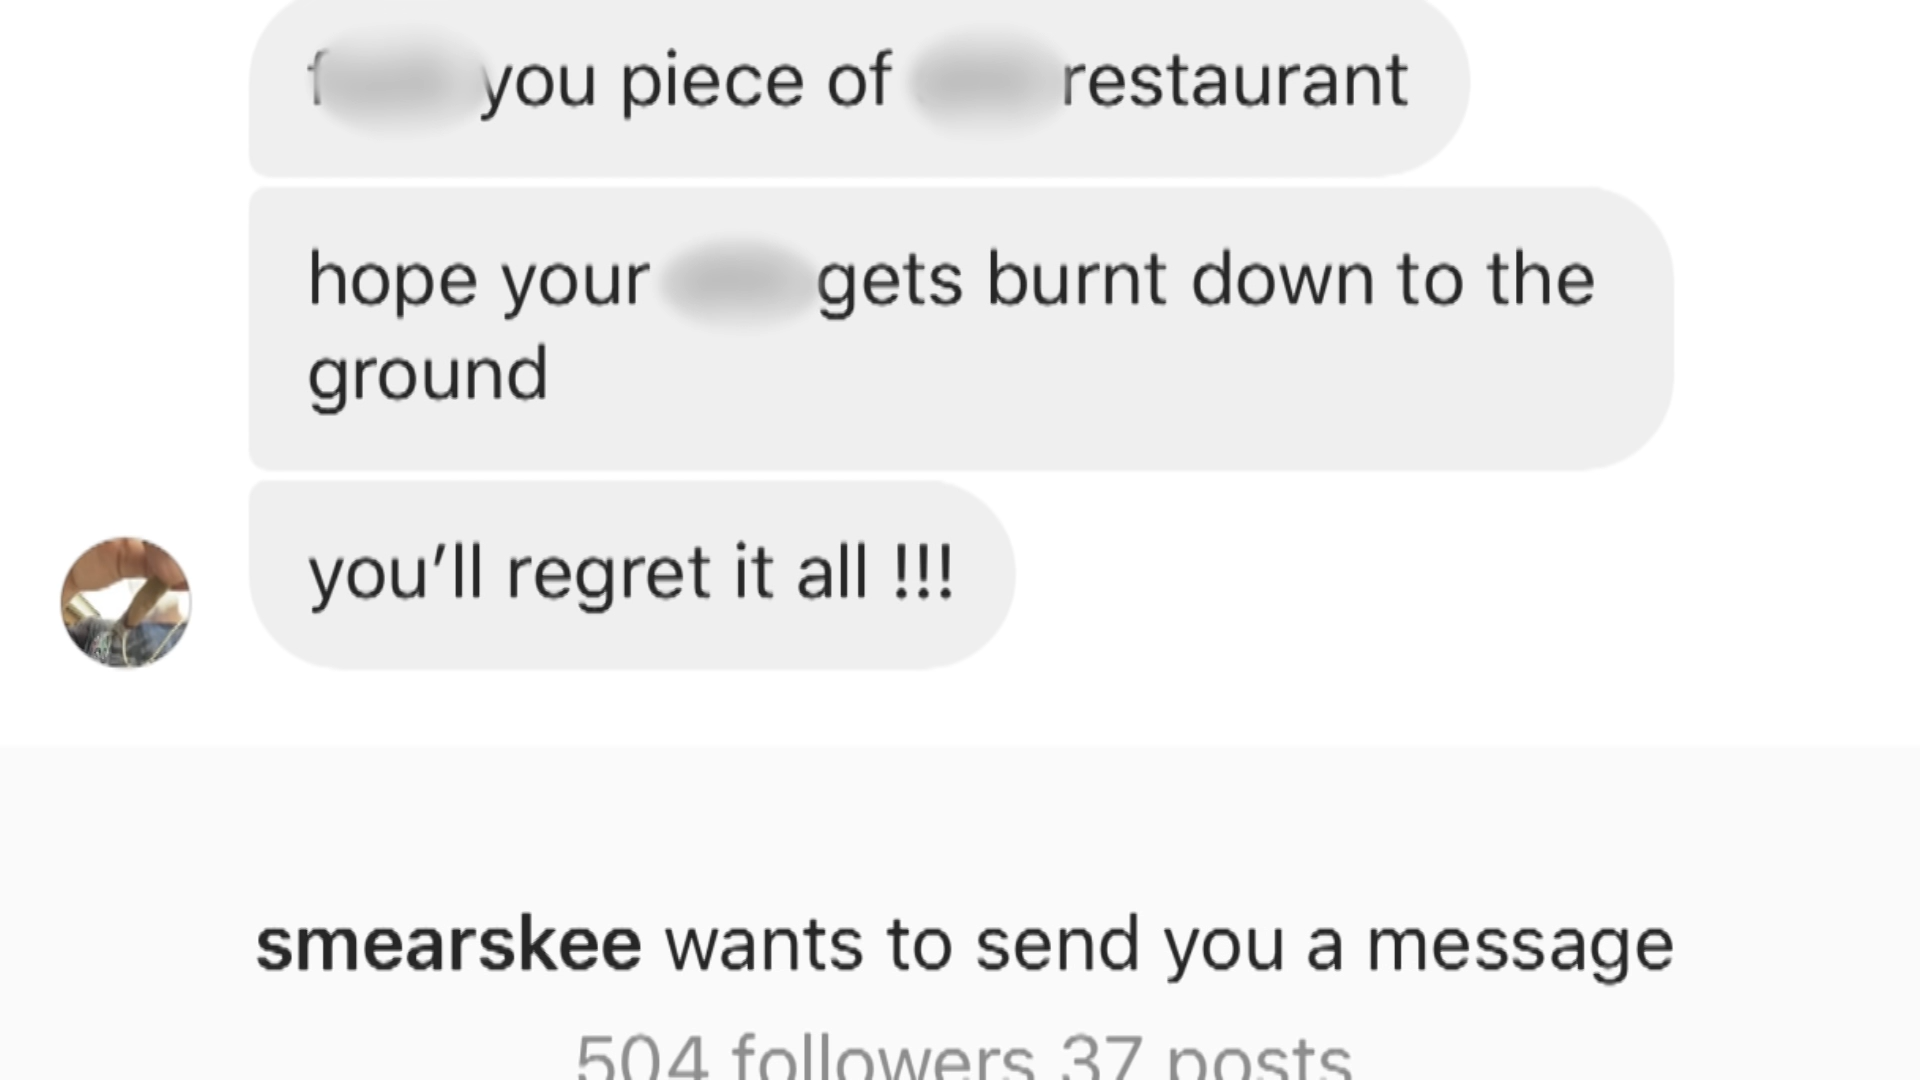 you piece of restaurant
hope your gets burnt down to the
ground
you’ll regret it all !!!
smearskee wants to send you a message
504 followers 37 posts